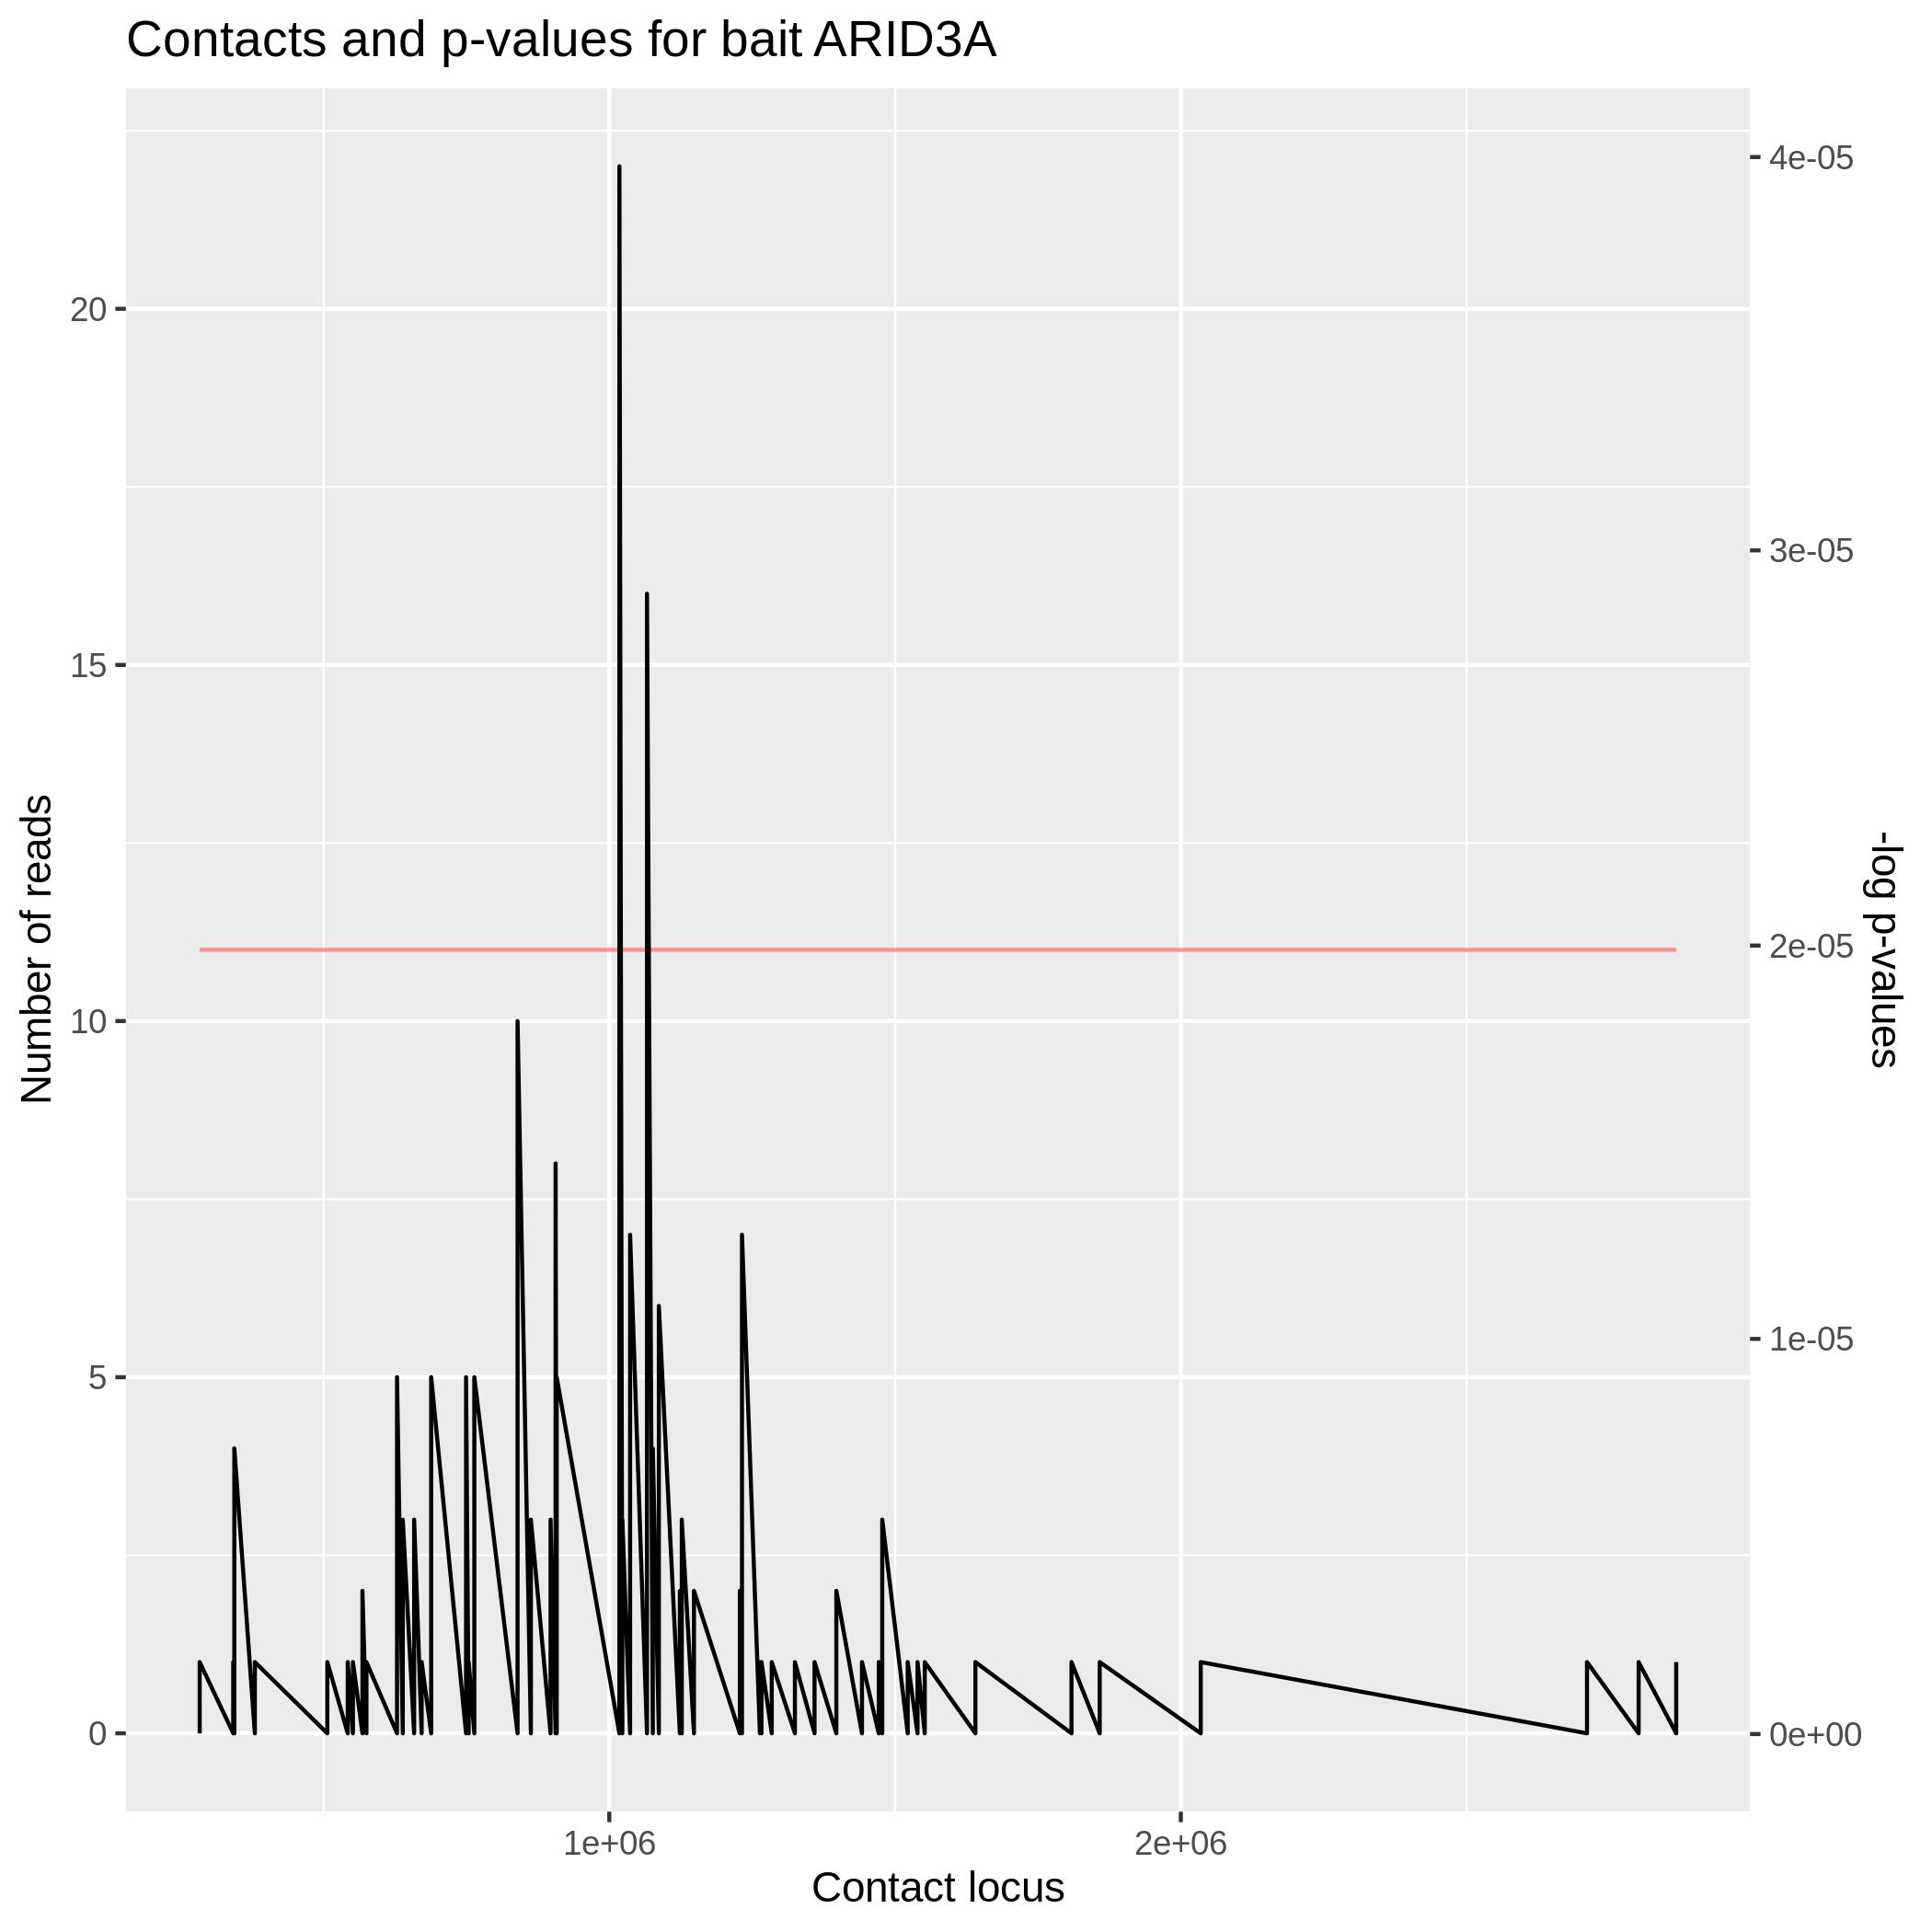 Contacts and p-values for bait ARID3A
Number of reads
20
15
10
5
0
4e-05
3e-05
2e-05
1e-05
0e+00
-log p-values
1e+06
2e+06
Contact locus